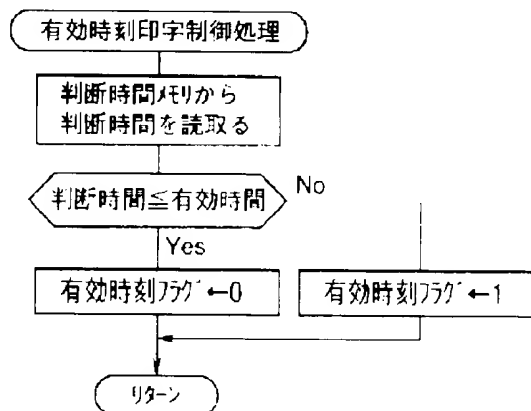 有効時刻印字制御処理
判断時間ﾒﾓﾘから
判断時間を読取る
判断時間≦有効時間
No
Yes
有効時刻ﾌﾗｸﾞ←0
有効時刻ﾌﾗｸﾞ←1
ﾘﾀｰﾝ